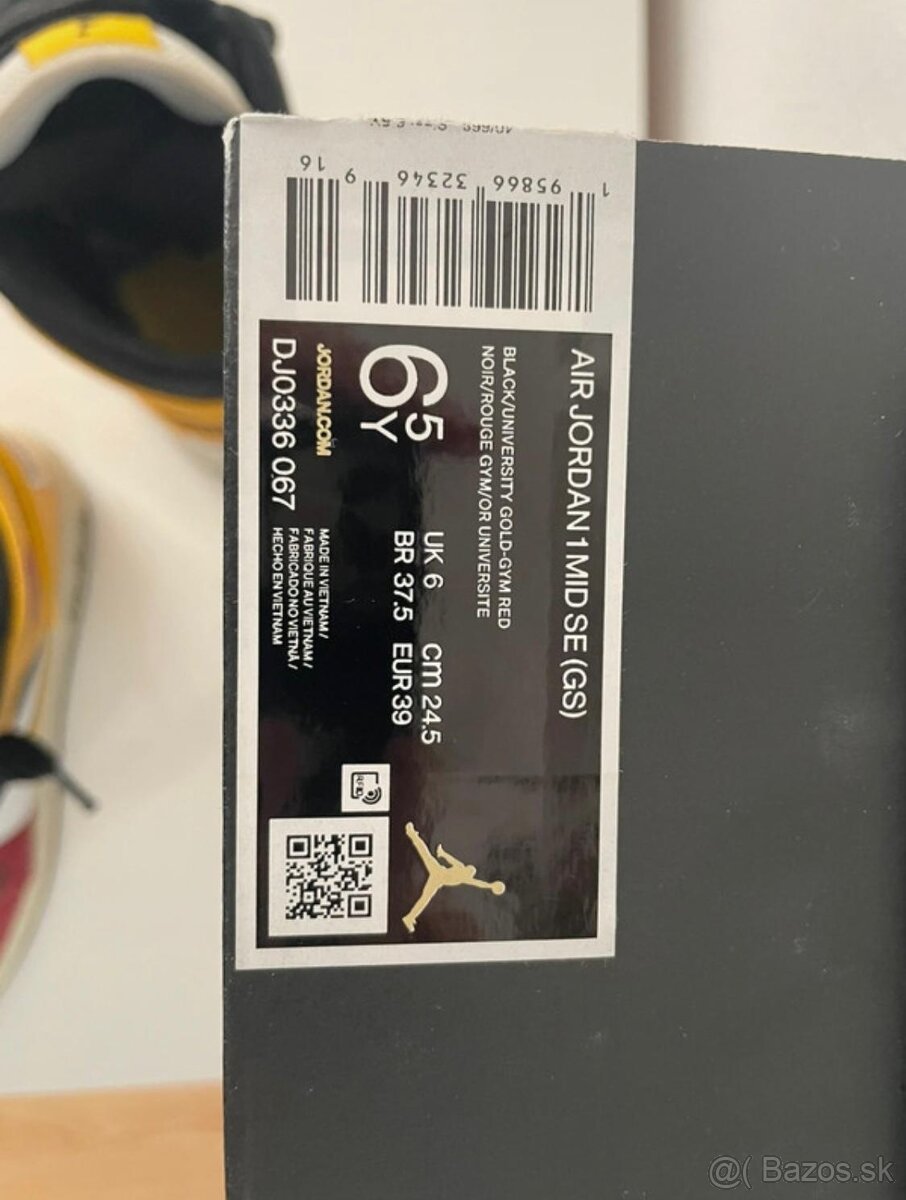 AIR JORDAN 1 MID SE (GS)
BLACK/UNIVERSITY GOLD-GYM RED
NOIR/ROUGE GYM/OR UNIVERSITE
6.5Y
UK 6 cm 24.5
BR 37.5 EUR 39
JORDAN.COM
DJ0336 067
MADE IN VIETNAM/
FABRIQUE AU VIETNAM/
FABRICADO NO VIETNÃ/
HECHO EN VIETNAM
RFID
1 95866 32346 9 16
@( Bazos.sk